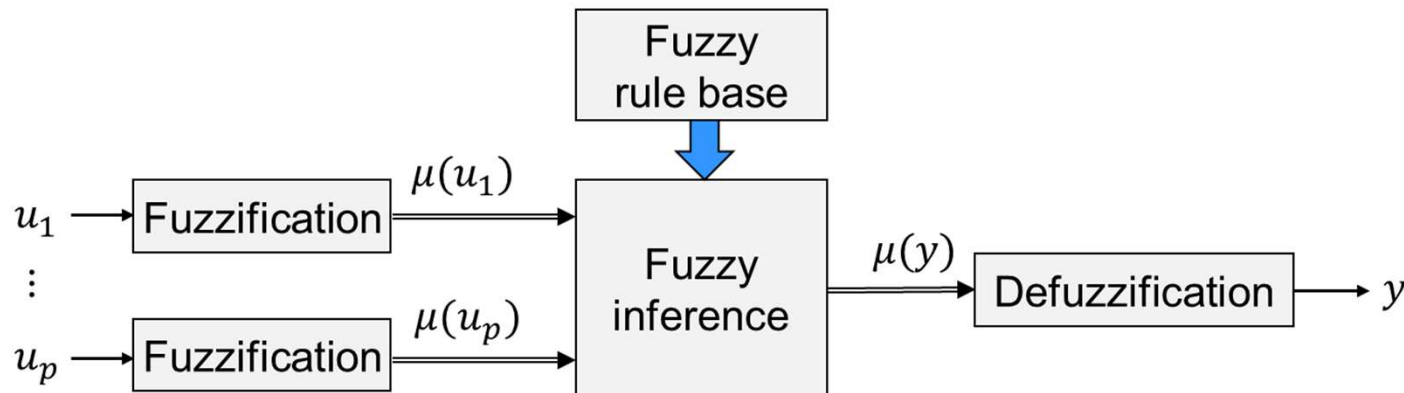 Fuzzy
rule base
μ(u₁)
u₁
Fuzzification
⋮
Fuzzy
inference
μ(y)
Defuzzification
y
μ(uₚ)
uₚ
Fuzzification